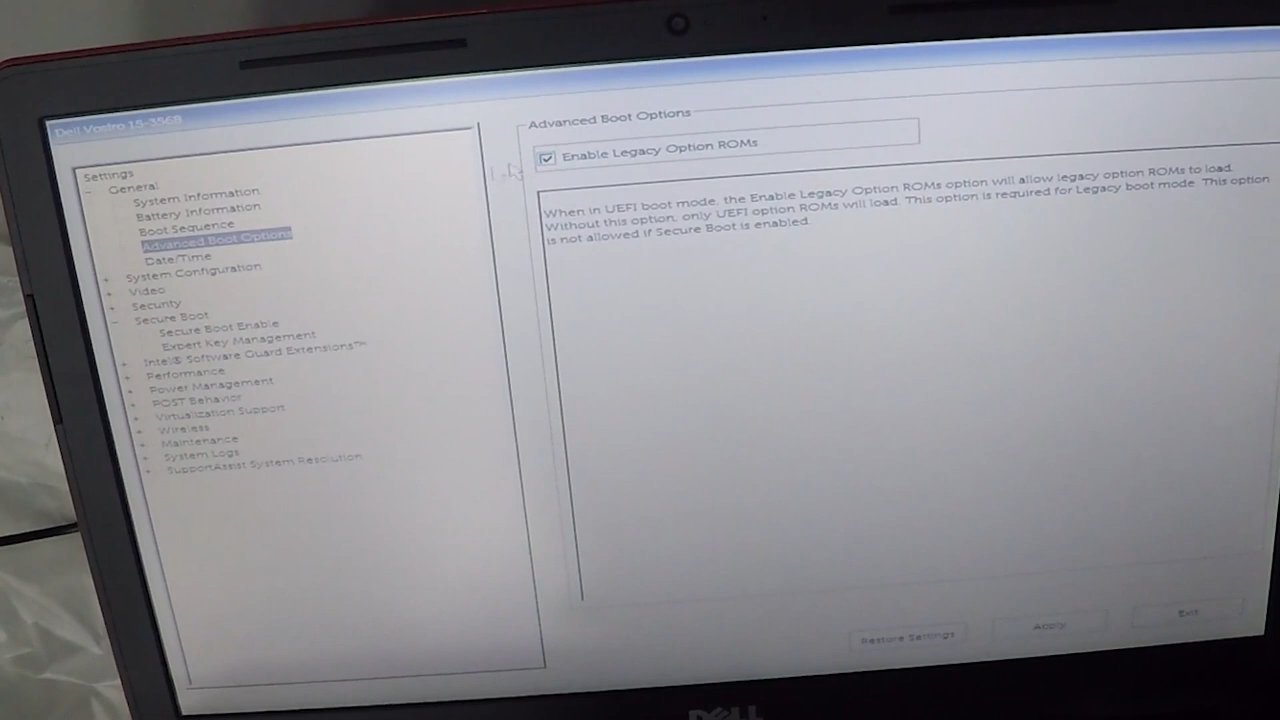 Dell Vostro 15-3568
Settings
General
System Information
Battery Information
Boot Sequence
Advanced Boot Options
Date/Time
System Configuration
Video
Security
Secure Boot
Secure Boot Enable
Expert Key Management
Intel® Software Guard Extensions™
Performance
Power Management
POST Behavior
Virtualization Support
Wireless
Maintenance
System Logs
SupportAssist System Resolution
Advanced Boot Options
Enable Legacy Option ROMs
When in UEFI boot mode, the Enable Legacy Option ROMs option will allow legacy option ROMs to load.
Without this option, only UEFI option ROMs will load. This option is required for Legacy boot mode. This option
is not allowed if Secure Boot is enabled.
Restore Settings
Apply
Exit
DELL